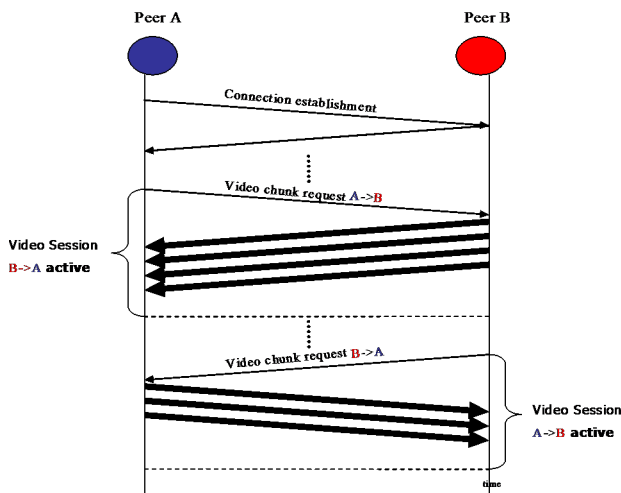 Peer A
Peer B
Connection establishment
Video chunk request A->B
Video Session
B->A active
Video chunk request B->A
Video Session
A->B active
time